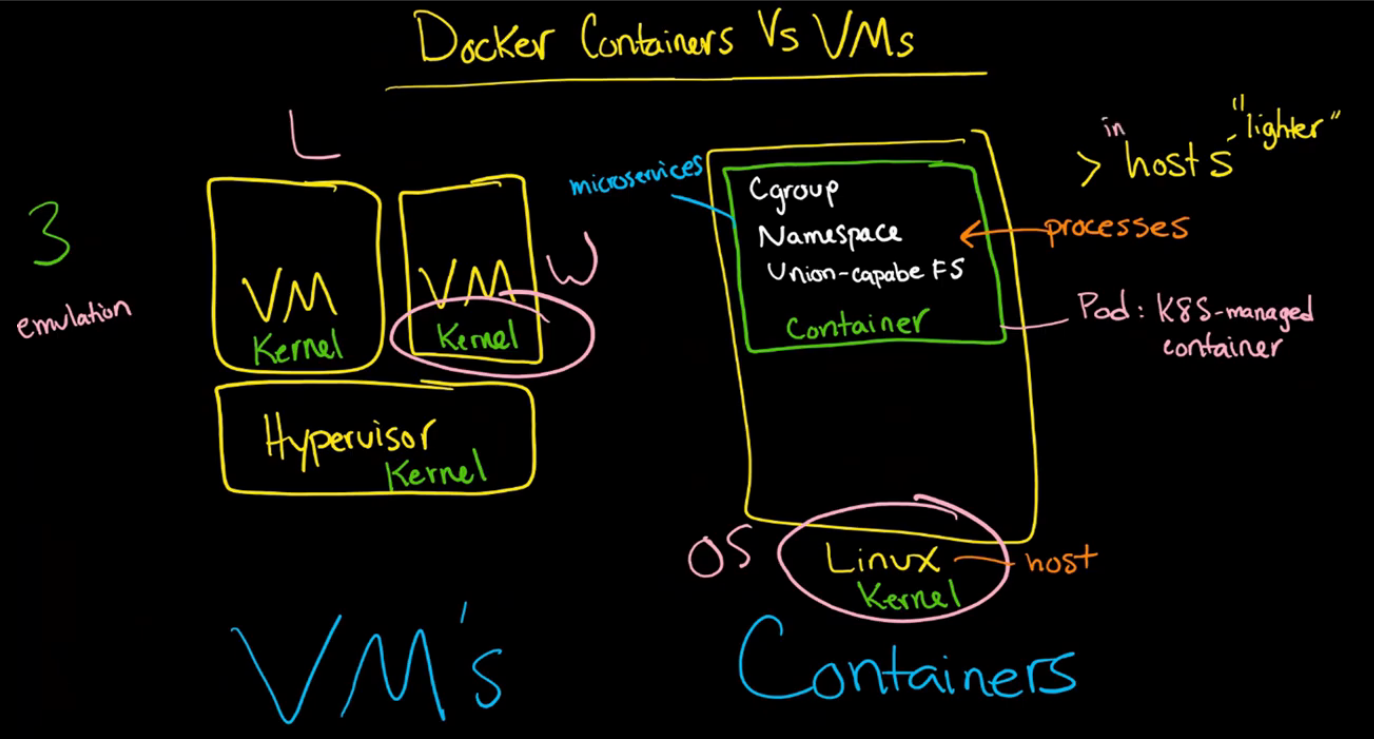 Docker Containers Vs VMs
L
3
emulation
VM
Kernel
VM
Kernel
W
Hypervisor
Kernel
VM's
microservices
Cgroup
Namespace
Union-capabe FS
Container
in
> hosts
"lighter"
processes
Pod: K8S-managed
container
OS
Linux
Kernel
host
Containers